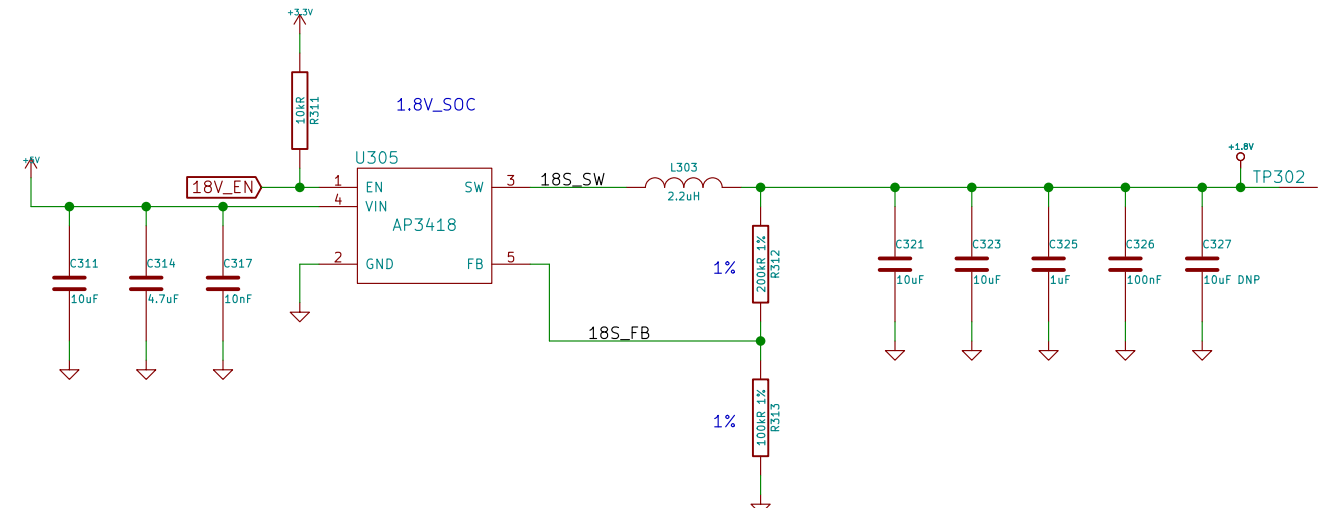 +3.3V
10kR
R311
1.8V_SOC
+5V
U305
18V_EN
1
EN
SW
3
18S_SW
L303
2.2uH
+1.8V
TP302
4
VIN
AP3418
2
GND
FB
5
C311
10uF
C314
4.7uF
C317
10nF
1%
200kR 1%
R312
C321
10uF
C323
10uF
C325
1uF
C326
100nF
C327
10uF DNP
18S_FB
1%
100kR 1%
R313